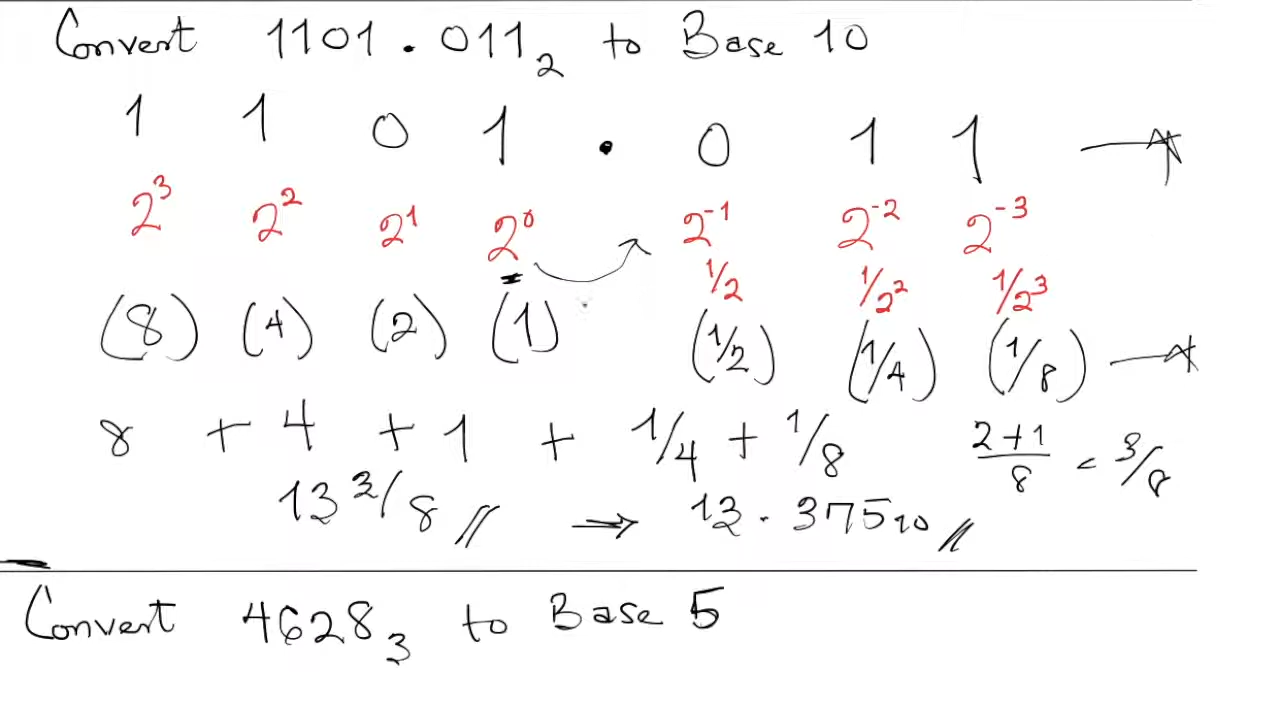 Convert 1101.011₂ to Base 10
1 1 0 1 . 0 1 1 →
2³ 2² 2¹ 2⁰ 2⁻¹ 2⁻² 2⁻³
1/2 1/2² 1/2³
(8) (4) (2) (1) (1/2) (1/4) (1/8) →
8 + 4 + 1 + 1/4 + 1/8 (2+1)/8 = 3/8
13 3/8 // → 13.375₁₀ //
Convert 4628₃ to Base 5